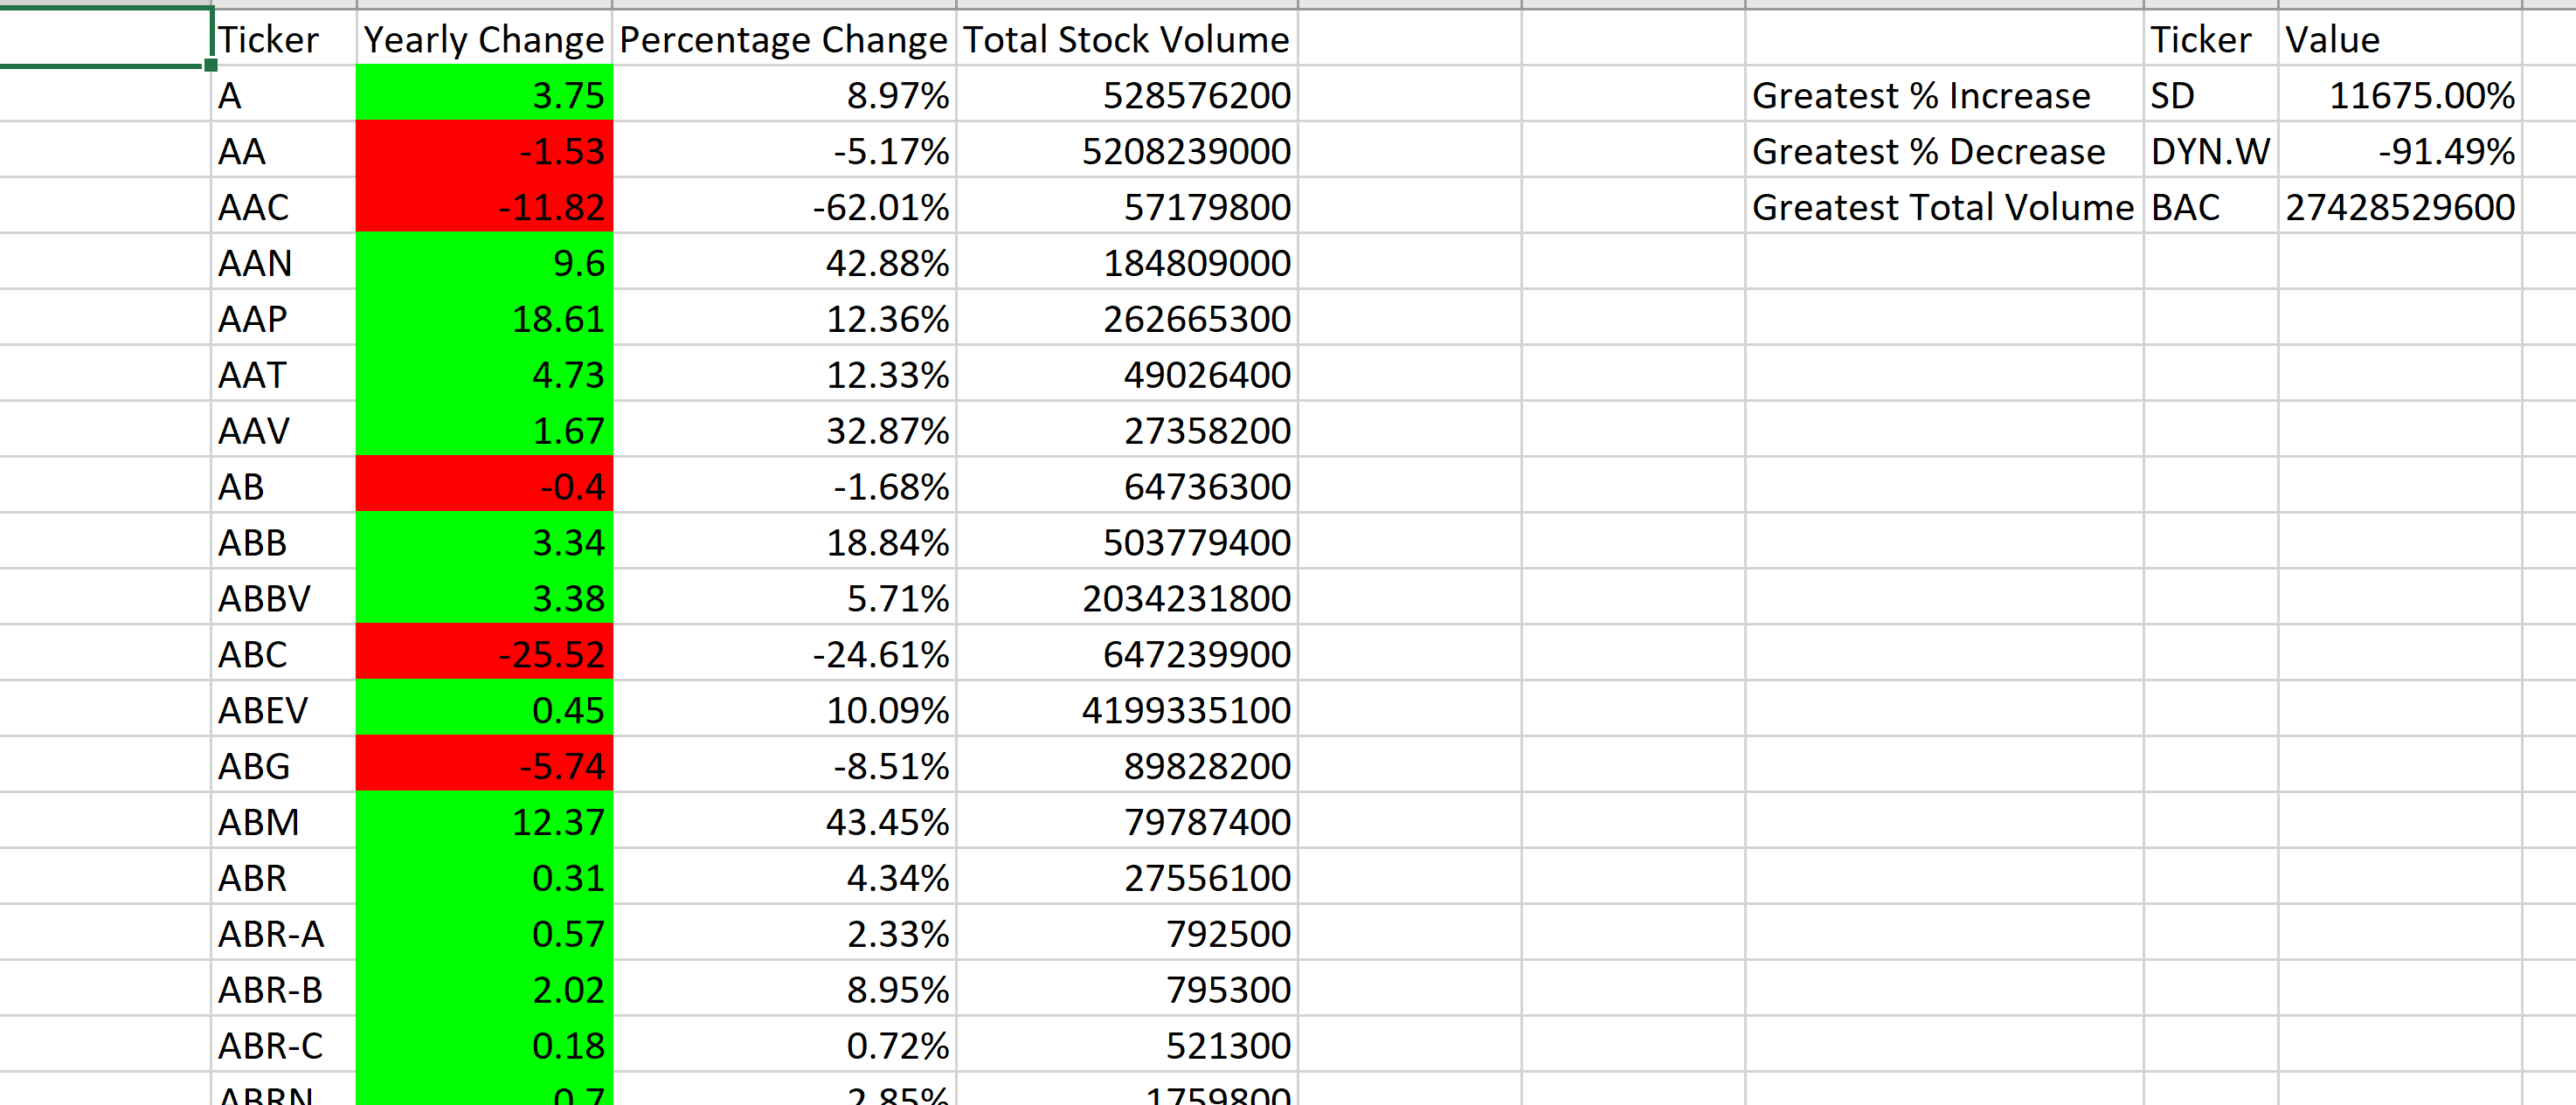 Ticker Yearly Change Percentage Change Total Stock Volume Ticker Value
A 3.75 8.97% 528576200 Greatest % Increase SD 11675.00%
AA -1.53 -5.17% 5208239000 Greatest % Decrease DYN.W -91.49%
AAC -11.82 -62.01% 57179800 Greatest Total Volume BAC 27428529600
AAN 9.6 42.88% 184809000
AAP 18.61 12.36% 262665300
AAT 4.73 12.33% 49026400
AAV 1.67 32.87% 27358200
AB -0.4 -1.68% 64736300
ABB 3.34 18.84% 503779400
ABBV 3.38 5.71% 2034231800
ABC -25.52 -24.61% 647239900
ABEV 0.45 10.09% 4199335100
ABG -5.74 -8.51% 89828200
ABM 12.37 43.45% 79787400
ABR 0.31 4.34% 27556100
ABR-A 0.57 2.33% 792500
ABR-B 2.02 8.95% 795300
ABR-C 0.18 0.72% 521300
ABRN 0.7 2.85% 1759800